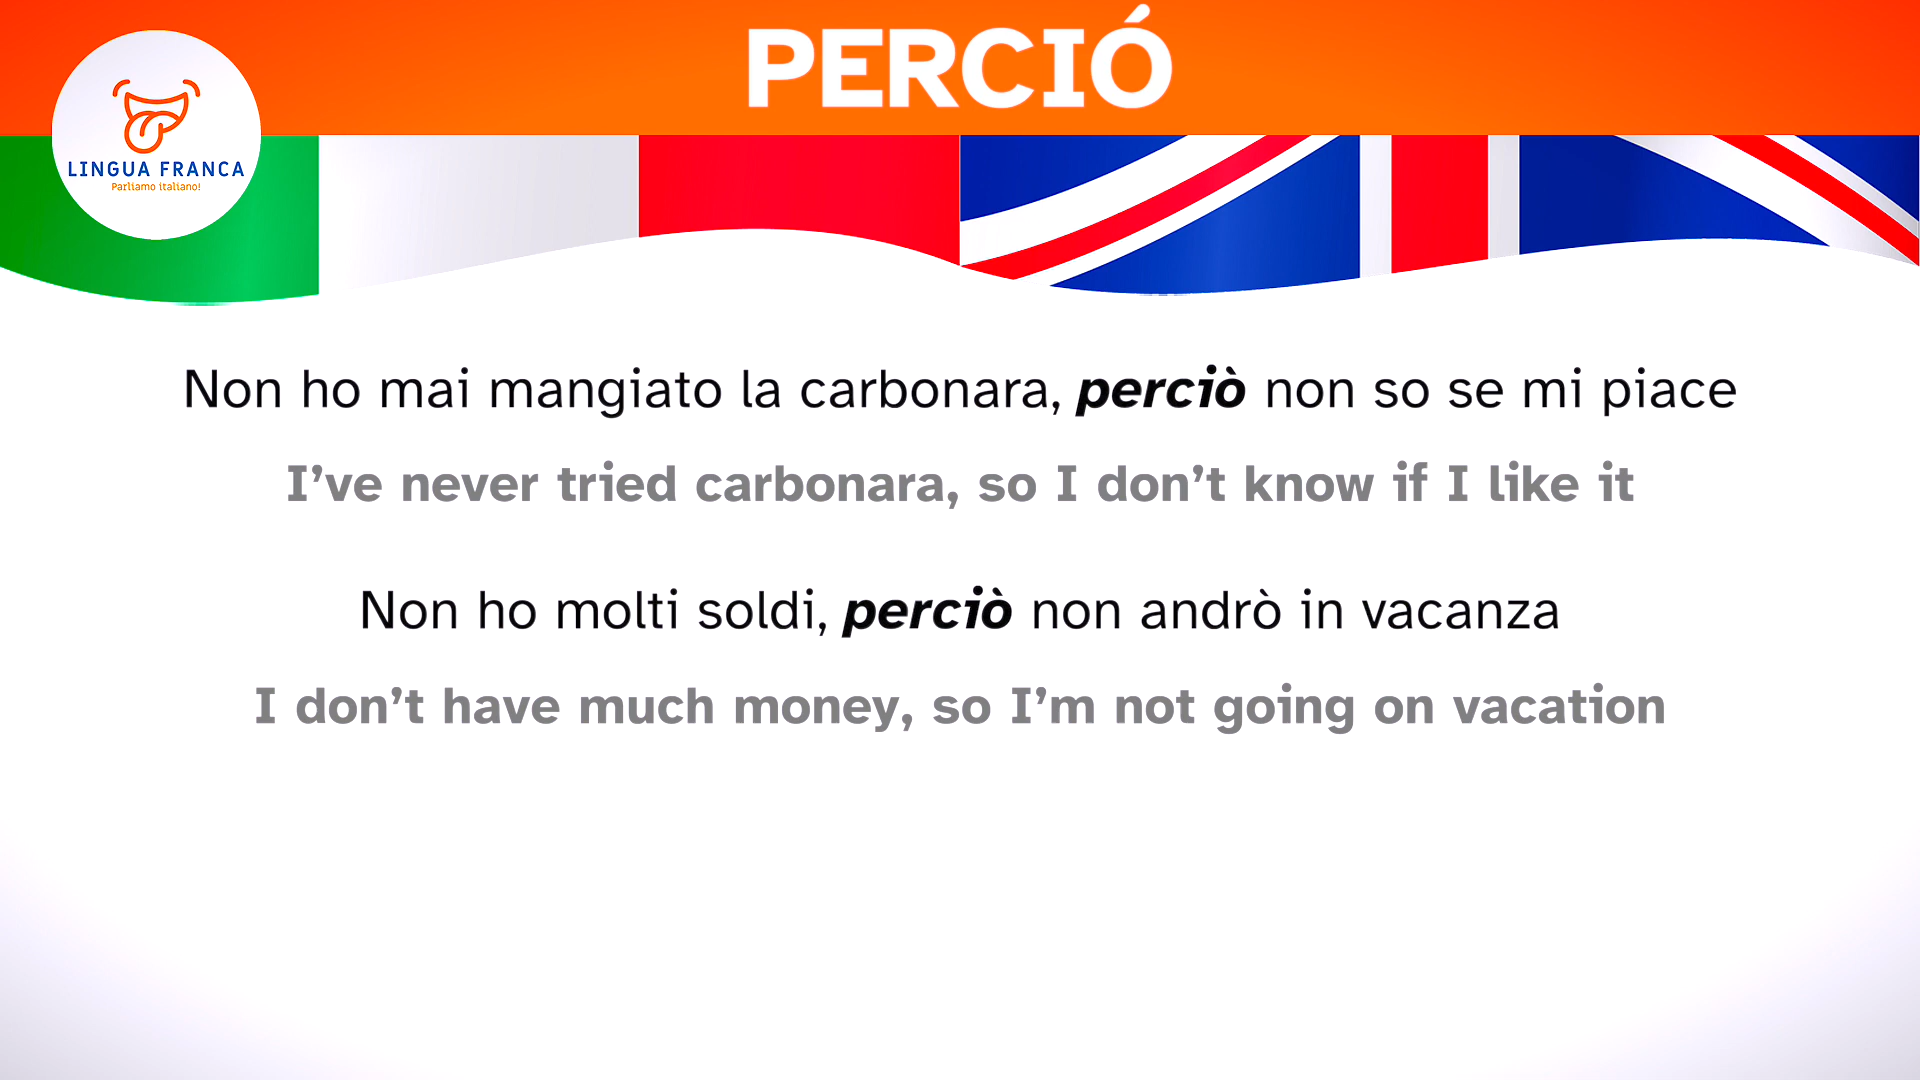 PERCIÓ
LINGUA FRANCA
Parliamo italiano!
Non ho mai mangiato la carbonara, perciò non so se mi piace
I’ve never tried carbonara, so I don’t know if I like it
Non ho molti soldi, perciò non andrò in vacanza
I don’t have much money, so I’m not going on vacation